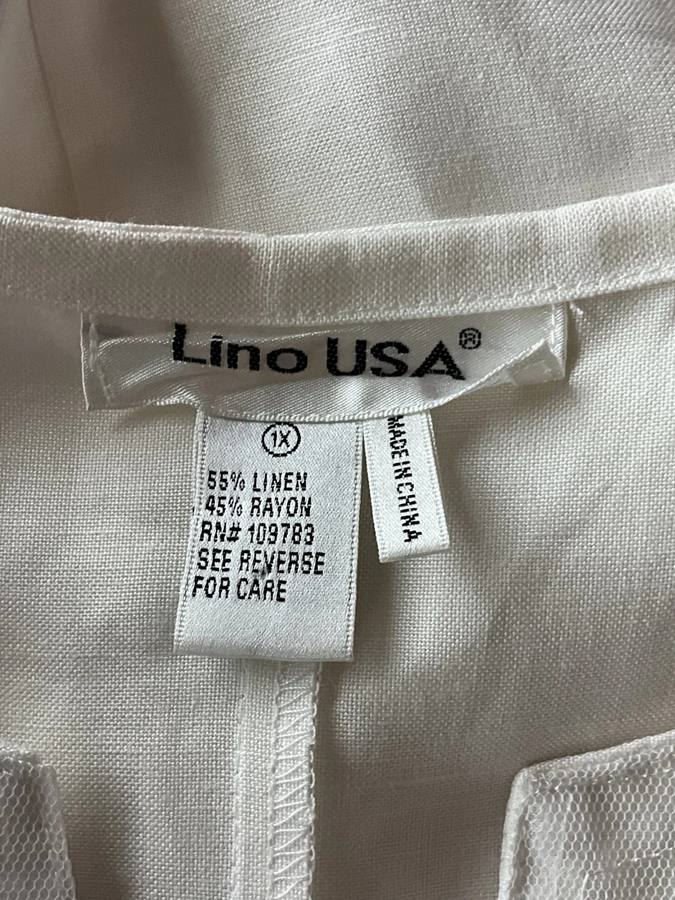 Lino USA®
1X
55% LINEN
45% RAYON
RN# 109783
SEE REVERSE
FOR CARE
MADE IN CHINA